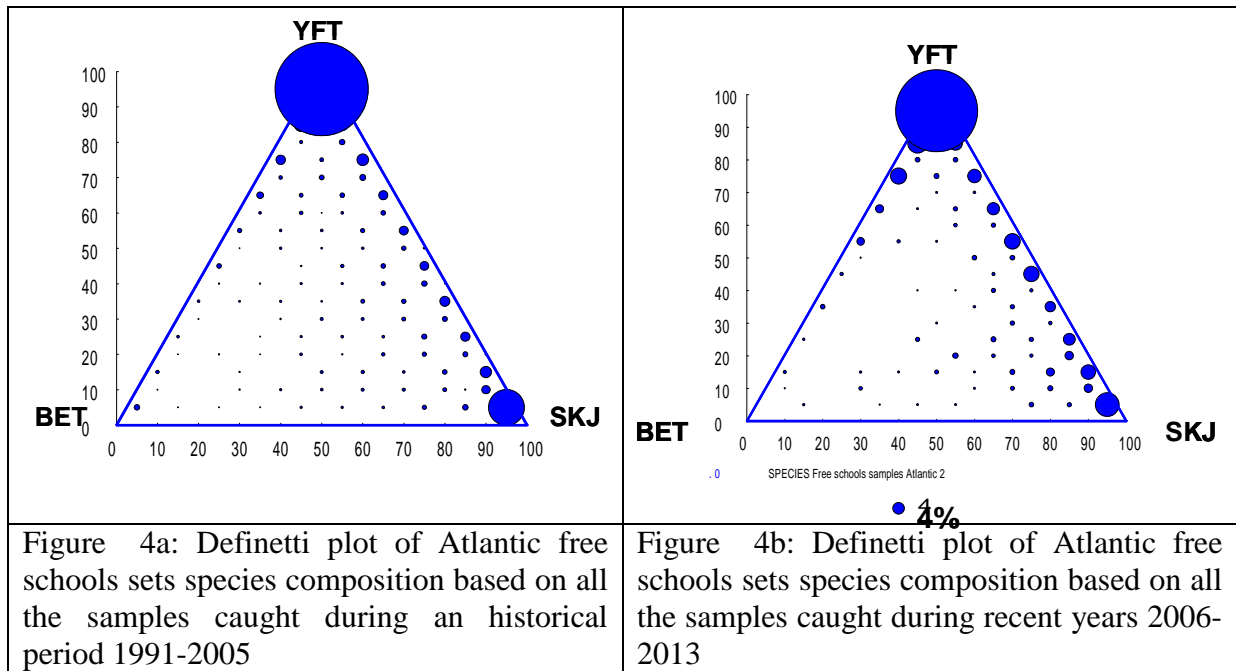 YFT
100
90
80
70
60
50
40
30
20
10
0
BET
SKJ
0 10 20 30 40 50 60 70 80 90 100
YFT
100
90
80
70
60
50
40
30
20
10
0
BET
SKJ
0 10 20 30 40 50 60 70 80 90 100
. 0 SPECIES Free schools samples Atlantic 2
4
4%
Figure 4a: Definetti plot of Atlantic free
schools sets species composition based on all
the samples caught during an historical
period 1991-2005
Figure 4b: Definetti plot of Atlantic free
schools sets species composition based on all
the samples caught during recent years 2006-
2013